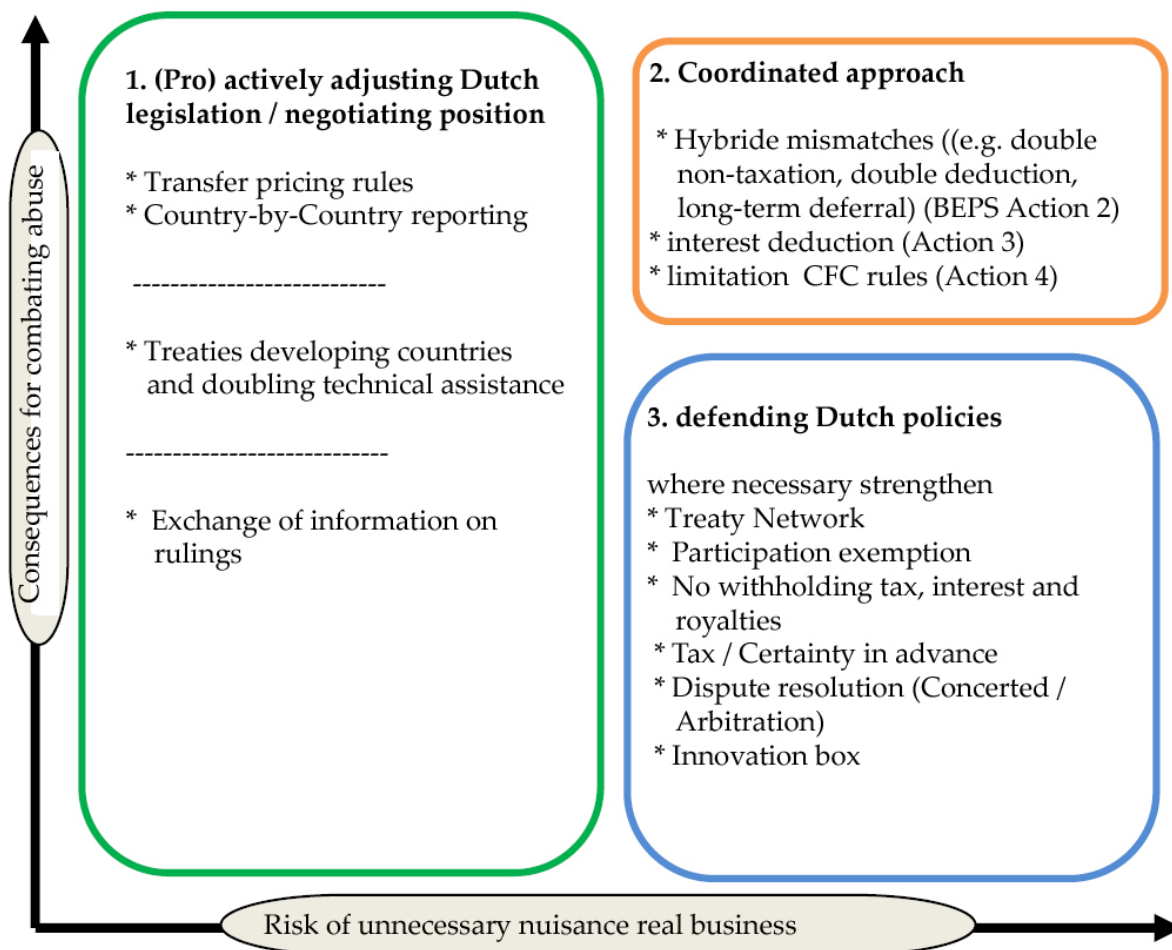 Consequences for combating abuse
1. (Pro) actively adjusting Dutch
legislation / negotiating position
* Transfer pricing rules
* Country-by-Country reporting
---------------------------
* Treaties developing countries
and doubling technical assistance
----------------------------
* Exchange of information on
rulings
2. Coordinated approach
* Hybride mismatches ((e.g. double
non-taxation, double deduction,
long-term deferral) (BEPS Action 2)
* interest deduction (Action 3)
* limitation CFC rules (Action 4)
3. defending Dutch policies
where necessary strengthen
* Treaty Network
* Participation exemption
* No withholding tax, interest and
royalties
* Tax / Certainty in advance
* Dispute resolution (Concerted /
Arbitration)
* Innovation box
Risk of unnecessary nuisance real business